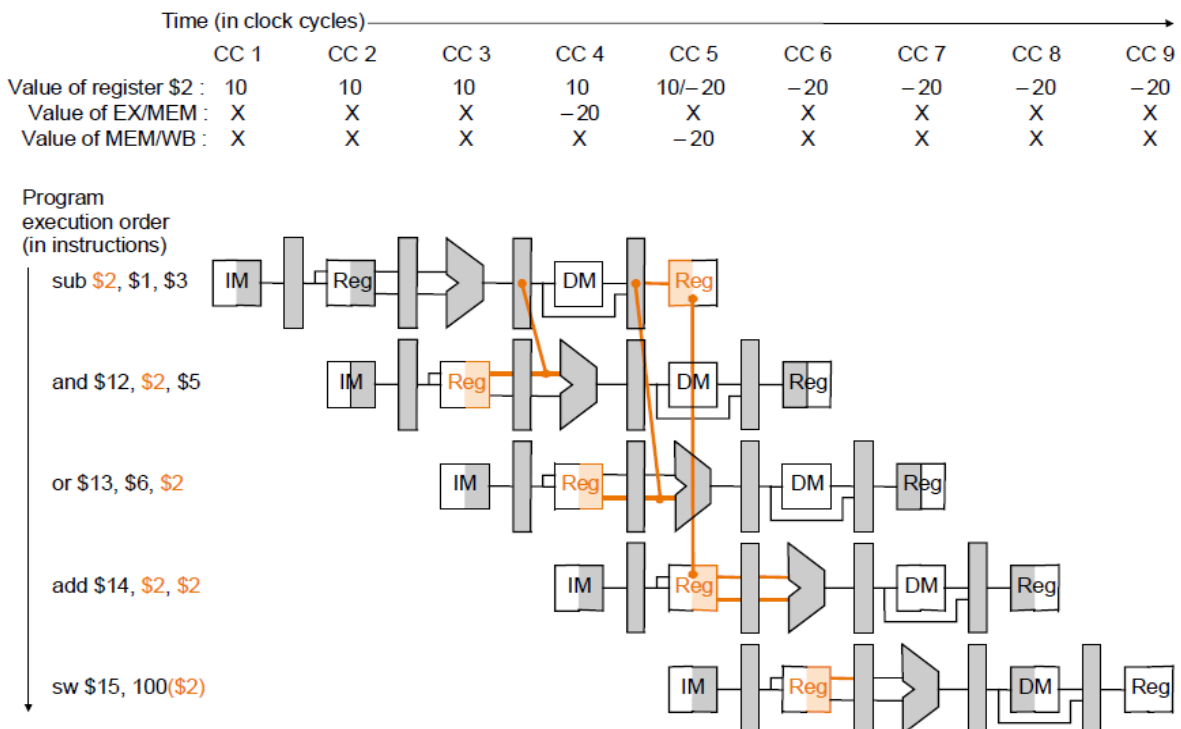 Time (in clock cycles)
CC 1 CC 2 CC 3 CC 4 CC 5 CC 6 CC 7 CC 8 CC 9
Value of register $2 : 10 10 10 10 10/– 20 – 20 – 20 – 20 – 20
Value of EX/MEM : X X X – 20 X X X X X
Value of MEM/WB : X X X X – 20 X X X X
Program
execution order
(in instructions)
sub $2, $1, $3 IM Reg DM Reg
and $12, $2, $5 IM Reg DM Reg
or $13, $6, $2 IM Reg DM Reg
add $14, $2, $2 IM Reg DM Reg
sw $15, 100($2) IM Reg DM Reg